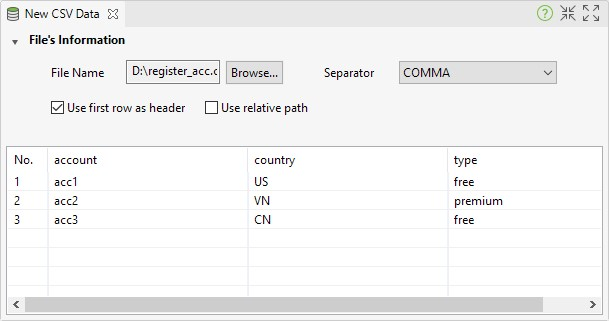 New CSV Data
File's Information
File Name D:\register_acc.c Browse... Separator COMMA
Use first row as header Use relative path
No. account country type
1 acc1 US free
2 acc2 VN premium
3 acc3 CN free